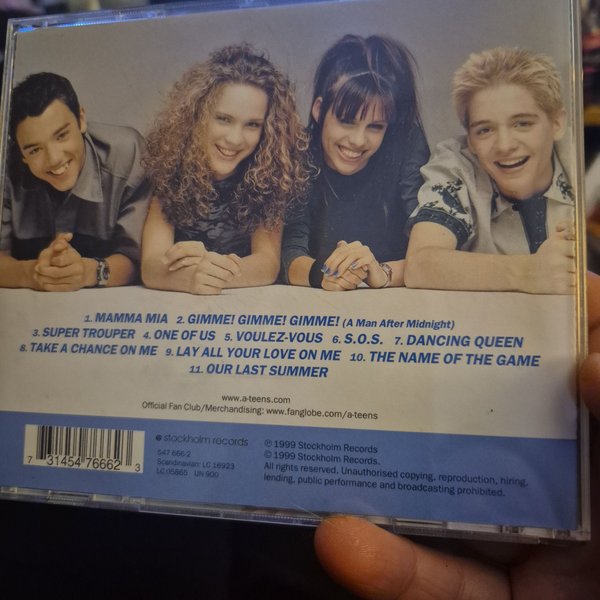 1. MAMMA MIA 2. GIMME! GIMME! GIMME! (A Man After Midnight)
3. SUPER TROUPER 4. ONE OF US 5. VOULEZ-VOUS 6. S.O.S. 7. DANCING QUEEN
8. TAKE A CHANCE ON ME 9. LAY ALL YOUR LOVE ON ME 10. THE NAME OF THE GAME
11. OUR LAST SUMMER
www.a-teens.com
Official Fan Club/Merchandising: www.fanglobe.com/a-teens
stockholm records
547 666-2
Scandinavian: LC 16923
LC 05865 UN 900
7 31454 76662 3
℗ 1999 Stockholm Records
© 1999 Stockholm Records.
All rights reserved. Unauthorised copying, reproduction, hiring,
lending, public performance and broadcasting prohibited.